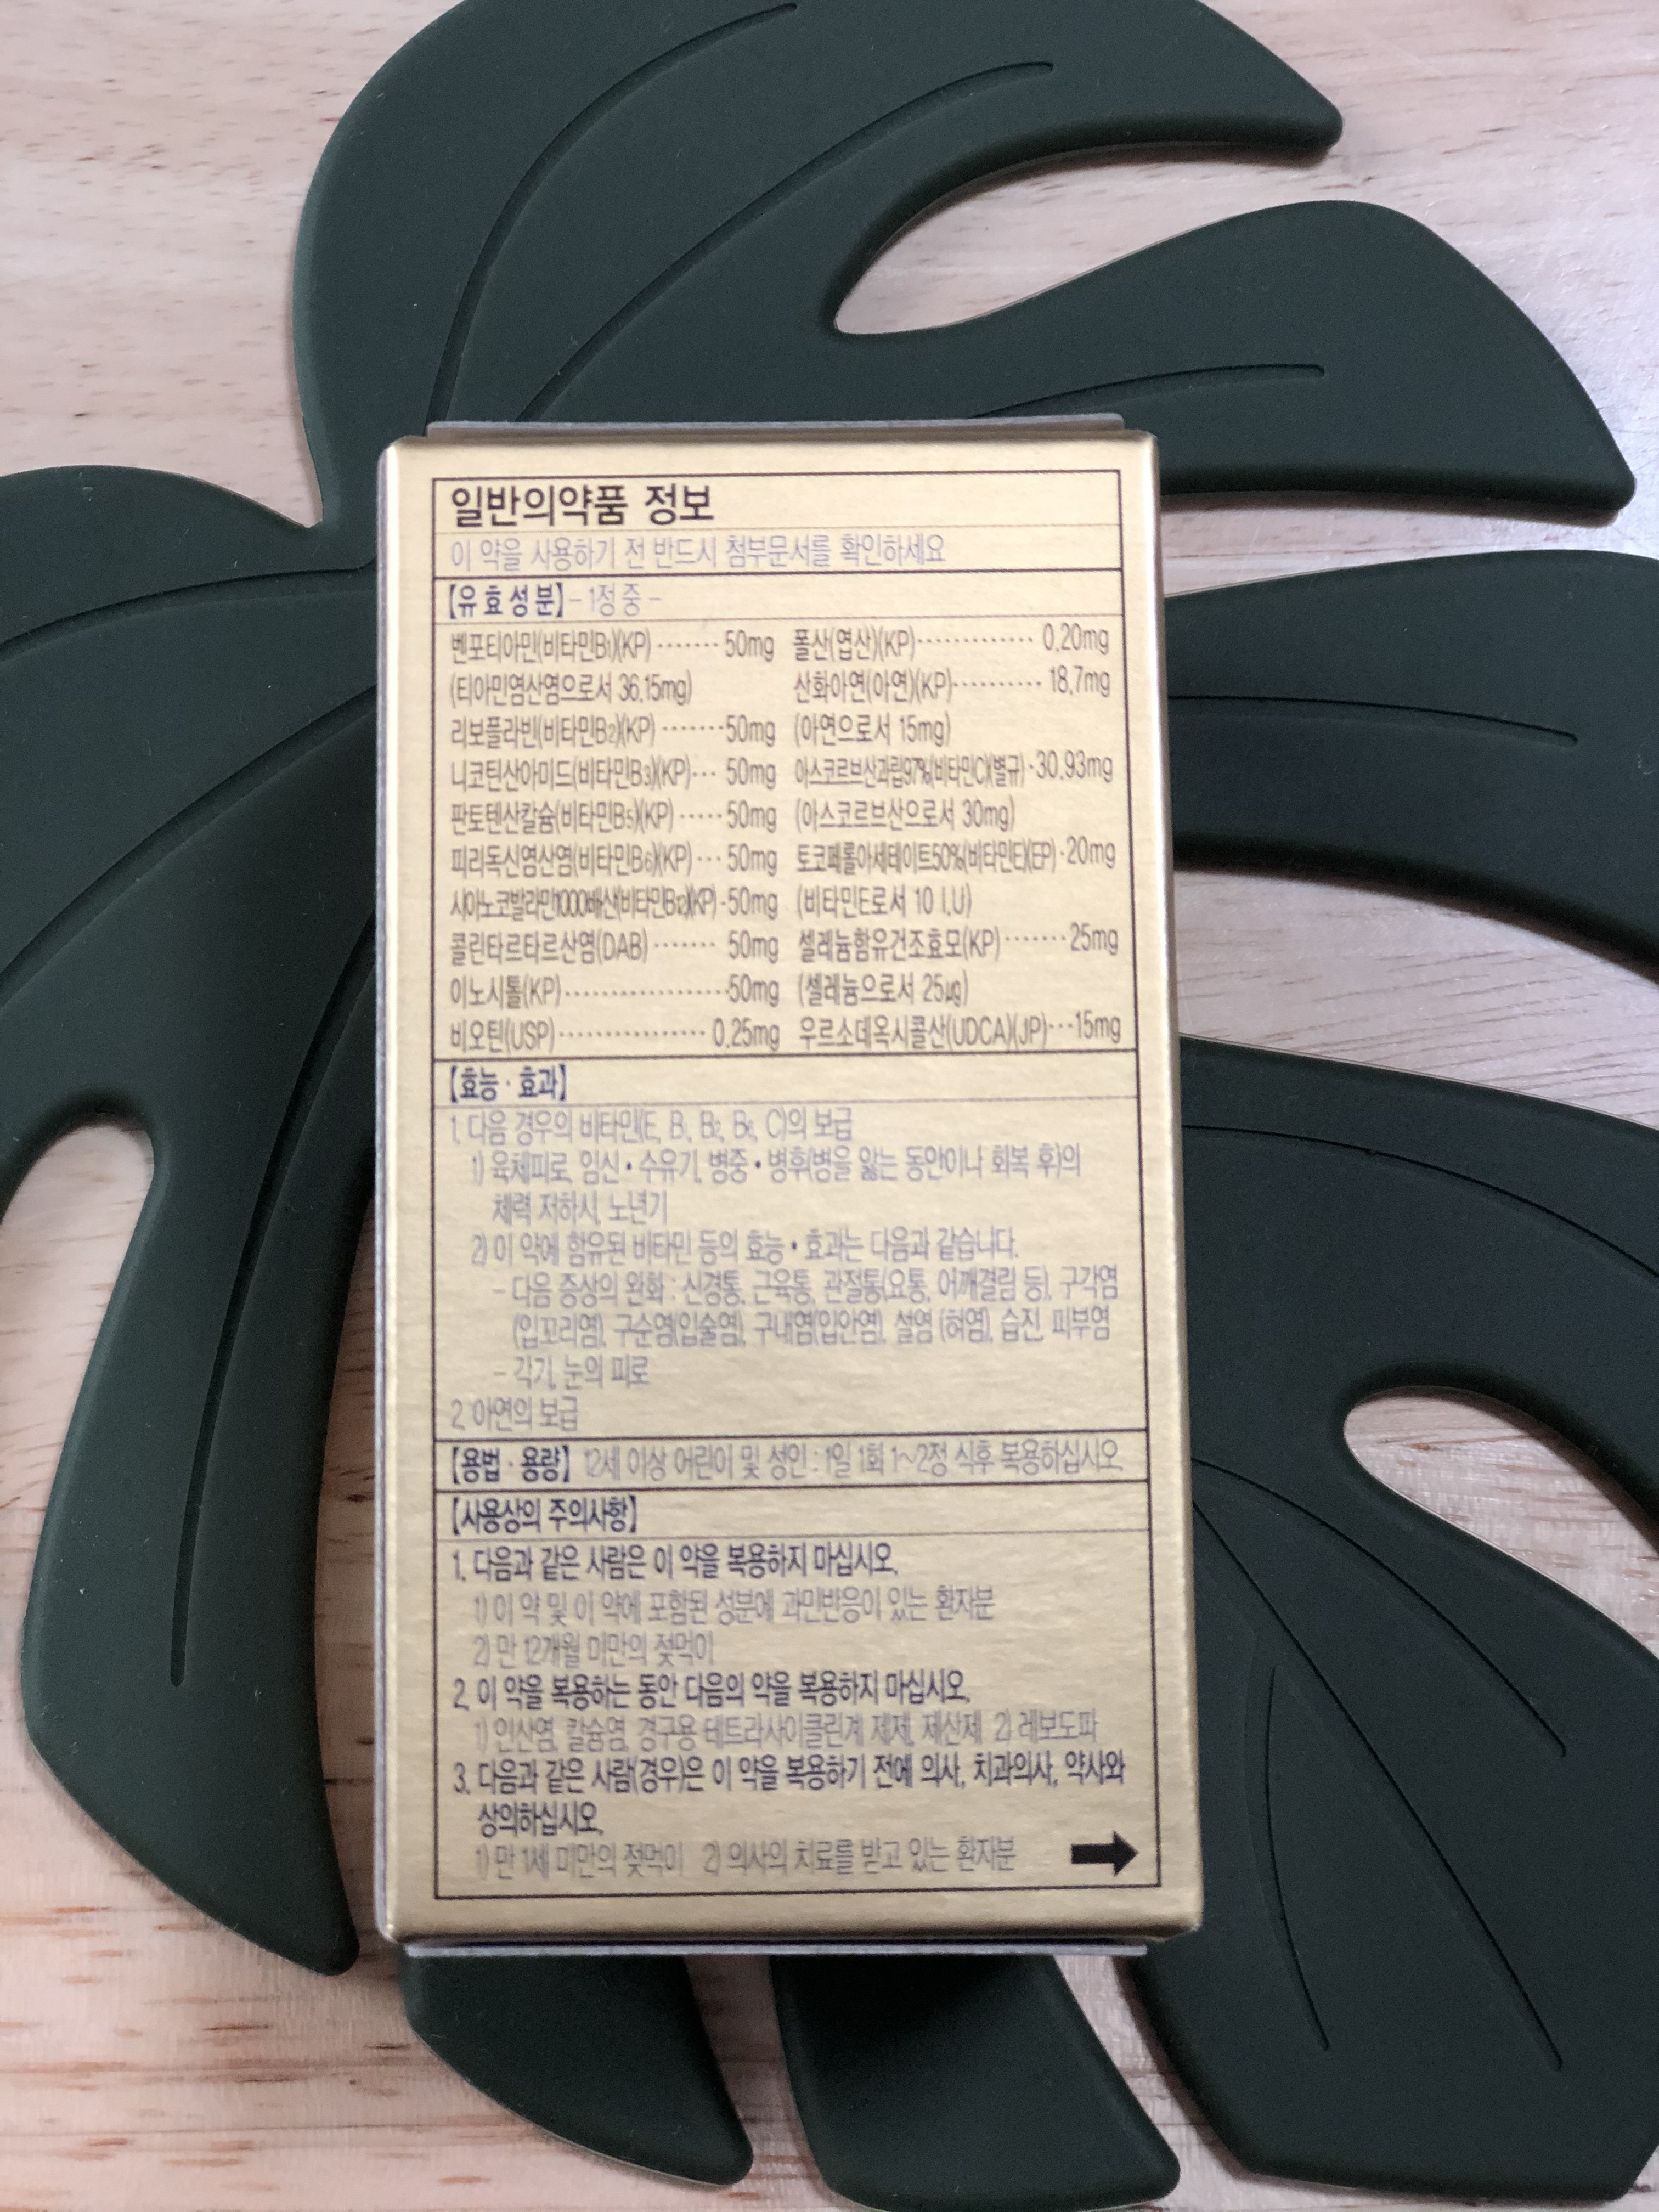 일반의약품 정보
이 약을 사용하기 전 반드시 첨부문서를 확인하세요
【유효성분】 - 1정 중 -
벤포티아민(비타민B₁)(KP) ······· 50mg
(티아민염산염으로서 36.15mg)
리보플라빈(비타민B₂)(KP) ······· 50mg
니코틴산아미드(비타민B₃)(KP) ··· 50mg
판토텐산칼슘(비타민B₅)(KP) ····· 50mg
피리독신염산염(비타민B₆)(KP) ··· 50mg
시아노코발라민1000배산(비타민B₁₂)(KP) · 50mg
콜린타르타르산염(DAB) ······· 50mg
이노시톨(KP) ·················· 50mg
비오틴(USP) ················ 0.25mg
폴산(엽산)(KP) ············· 0.20mg
산화아연(아연)(KP) ·········· 18.7mg
(아연으로서 15mg)
아스코르브산과립97%(비타민C)(별규) · 30.93mg
(아스코르브산으로서 30mg)
토코페롤아세테이트50%(비타민E)(EP) · 20mg
(비타민E로서 10 I.U)
셀레늄함유건조효모(KP) ······· 25mg
(셀레늄으로서 25㎍)
우르소데옥시콜산(UDCA)(JP) ··· 15mg
【효능 · 효과】
1. 다음 경우의 비타민(E, B₁, B₂, B₆, C)의 보급
1) 육체피로, 임신 • 수유기, 병중 • 병후(병을 앓는 동안이나 회복 후)의
체력 저하시, 노년기
2) 이 약에 함유된 비타민 등의 효능 • 효과는 다음과 같습니다.
- 다음 증상의 완화 : 신경통, 근육통, 관절통(요통, 어깨결림 등), 구각염
(입꼬리염), 구순염(입술염), 구내염(입안염), 설염 (혀염), 습진, 피부염
- 각기, 눈의 피로
2. 아연의 보급
【용법 · 용량】 12세 이상 어린이 및 성인 : 1일 1회 1~2정 식후 복용하십시오.
【사용상의 주의사항】
1. 다음과 같은 사람은 이 약을 복용하지 마십시오.
1) 이 약 및 이 약에 포함된 성분에 과민반응이 있는 환자분
2) 만 12개월 미만의 젖먹이
2. 이 약을 복용하는 동안 다음의 약을 복용하지 마십시오.
1) 인산염, 칼슘염, 경구용 테트라사이클린계 제제, 제산제 2) 레보도파
3. 다음과 같은 사람(경우)은 이 약을 복용하기 전에 의사, 치과의사, 약사와
상의하십시오.
1) 만 1세 미만의 젖먹이 2) 의사의 치료를 받고 있는 환자분